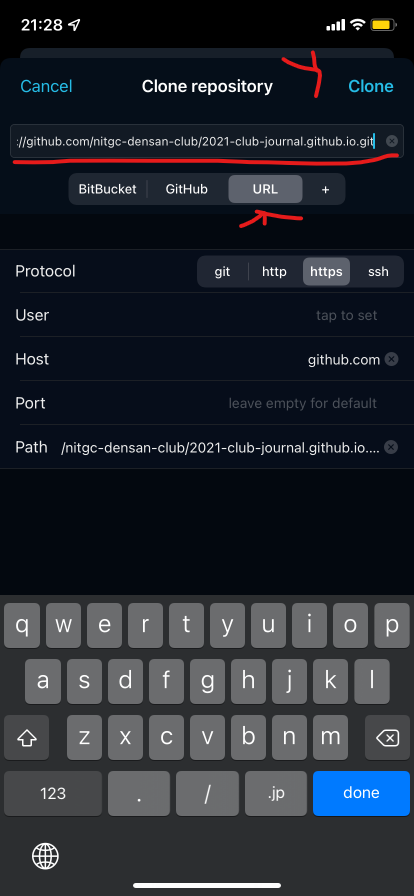 21:28
Cancel Clone repository Clone
://github.com/nitgc-densan-club/2021-club-journal.github.io.git
BitBucket GitHub URL +
Protocol git http https ssh
User tap to set
Host github.com
Port leave empty for default
Path /nitgc-densan-club/2021-club-journal.github.io....
q w e r t y u i o p
a s d f g h j k l
z x c v b n m
123 . / .jp done